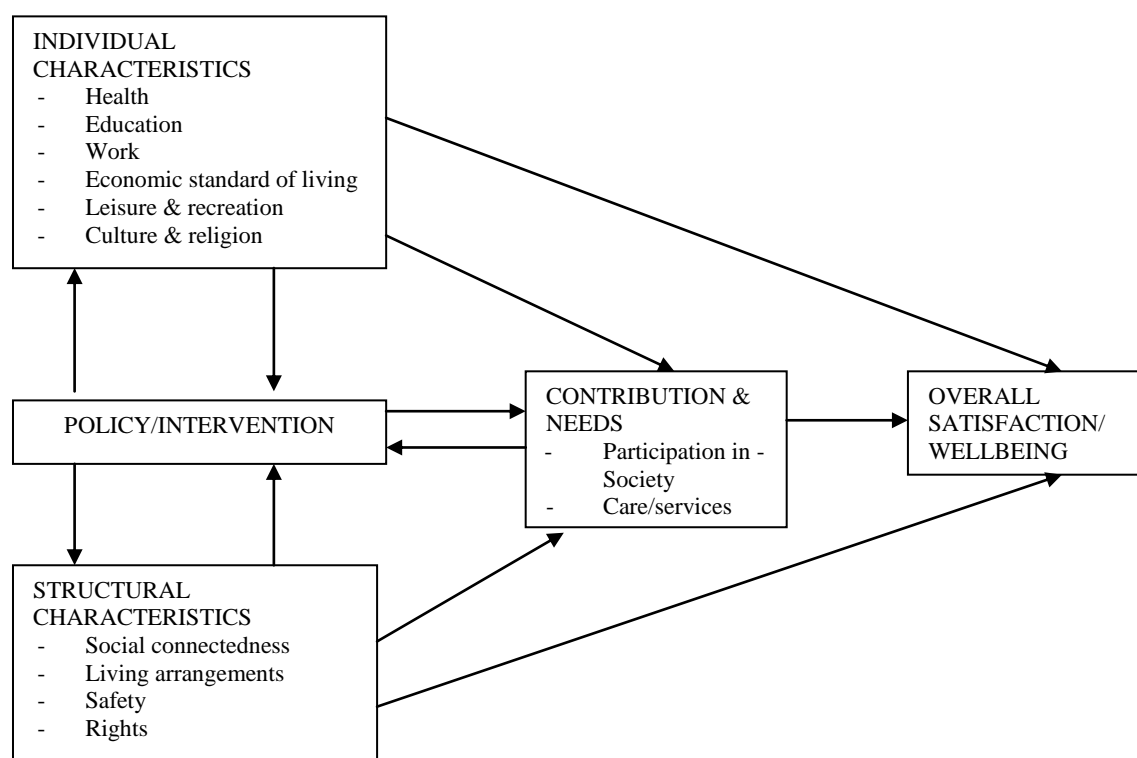 INDIVIDUAL
CHARACTERISTICS
- Health
- Education
- Work
- Economic standard of living
- Leisure & recreation
- Culture & religion
POLICY/INTERVENTION
CONTRIBUTION &
NEEDS
- Participation in -
Society
- Care/services
OVERALL
SATISFACTION/
WELLBEING
STRUCTURAL
CHARACTERISTICS
- Social connectedness
- Living arrangements
- Safety
- Rights